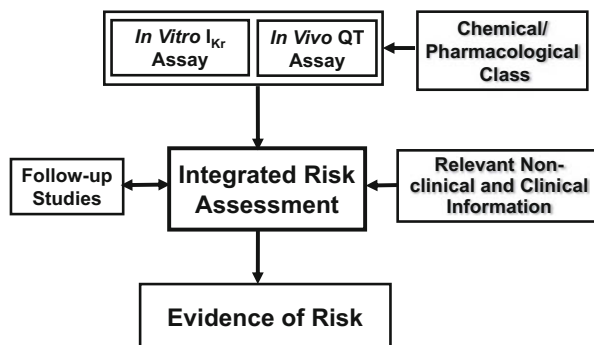 In Vitro IKr
Assay
In Vivo QT
Assay
Chemical/
Pharmacological
Class
Follow-up
Studies
Integrated Risk
Assessment
Relevant Non-
clinical and Clinical
Information
Evidence of Risk